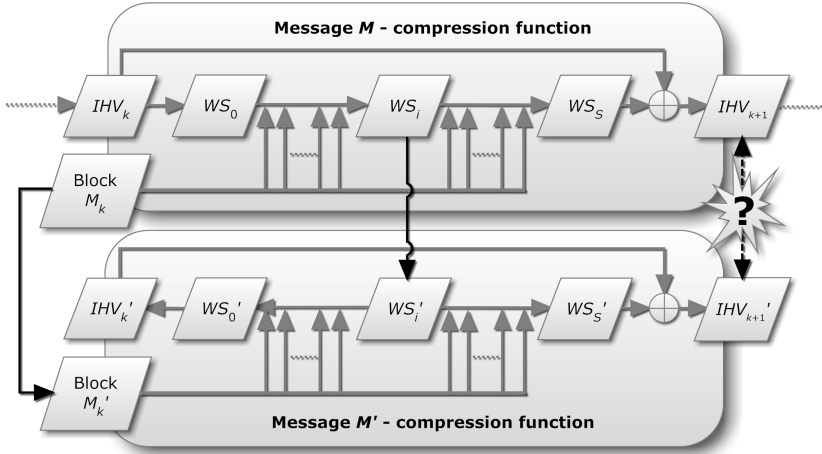 Message M - compression function
IHVₖ WS₀ WSᵢ WSₛ IHVₖ₊₁
Block
Mₖ
?
IHVₖ' WS₀' WSᵢ' WSₛ' IHVₖ₊₁'
Block
Mₖ'
Message M' - compression function